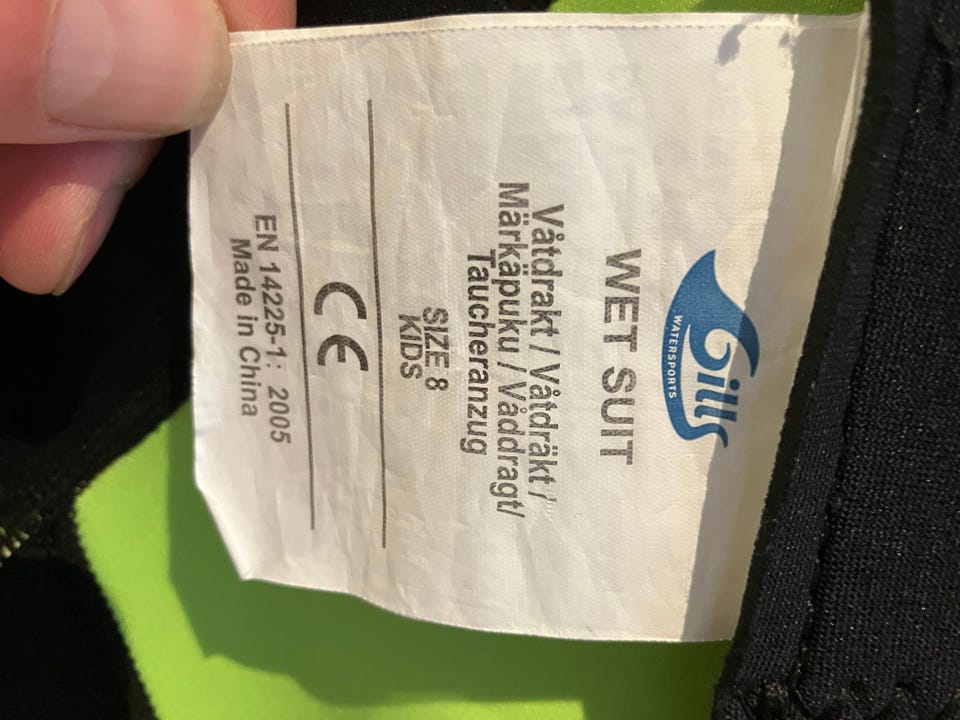 Gills
WATERSPORTS
WET SUIT
Våtdrakt / Våtdräkt /
Märkäpuku / Våddragt/
Taucheranzug
SIZE 8
KIDS
CE
EN 14225-1: 2005
Made in China